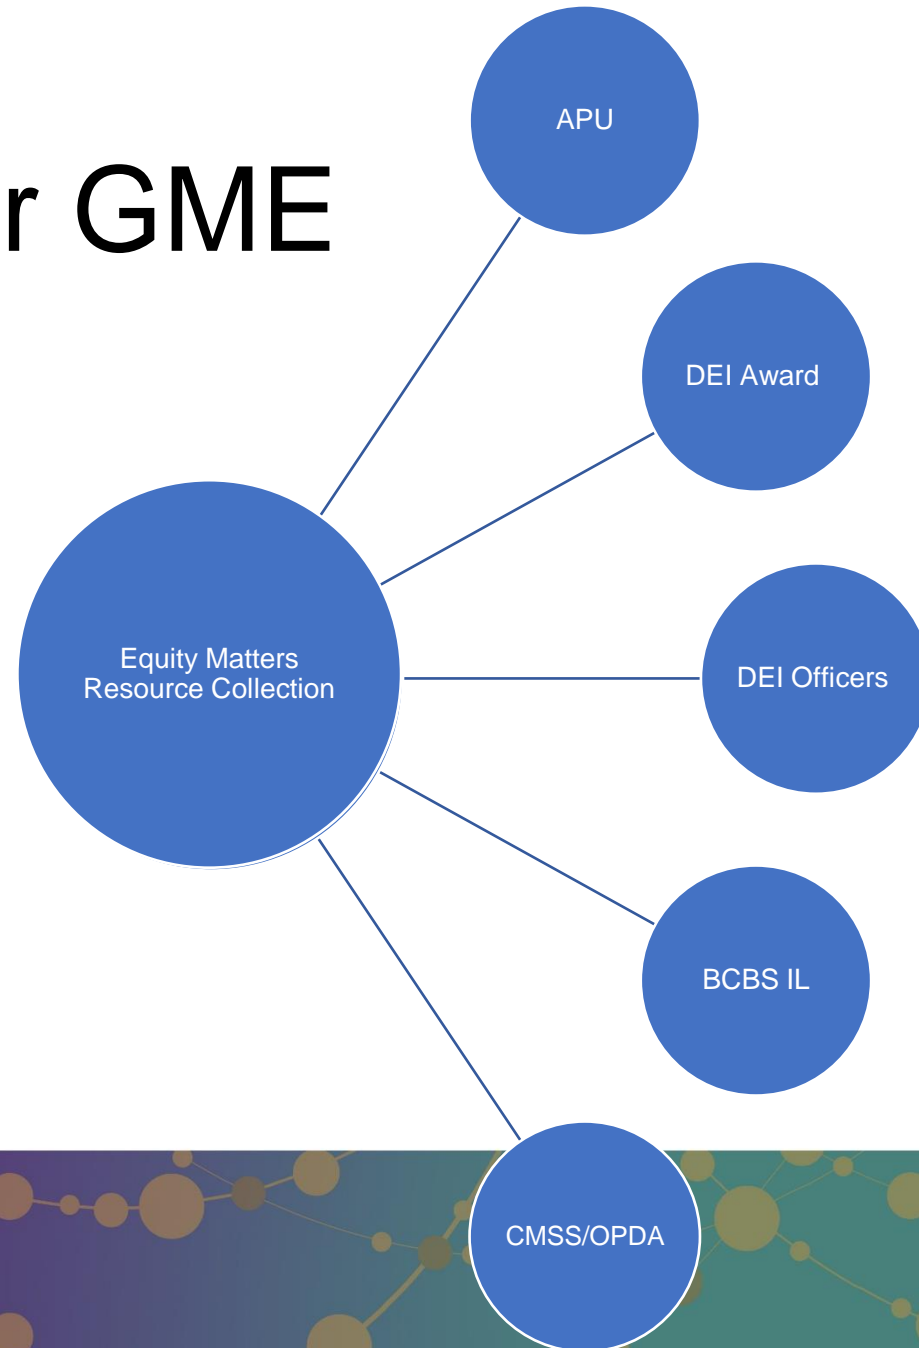 APU
r GME
DEI Award
Equity Matters
Resource Collection
DEI Officers
BCBS IL
CMSS/OPDA